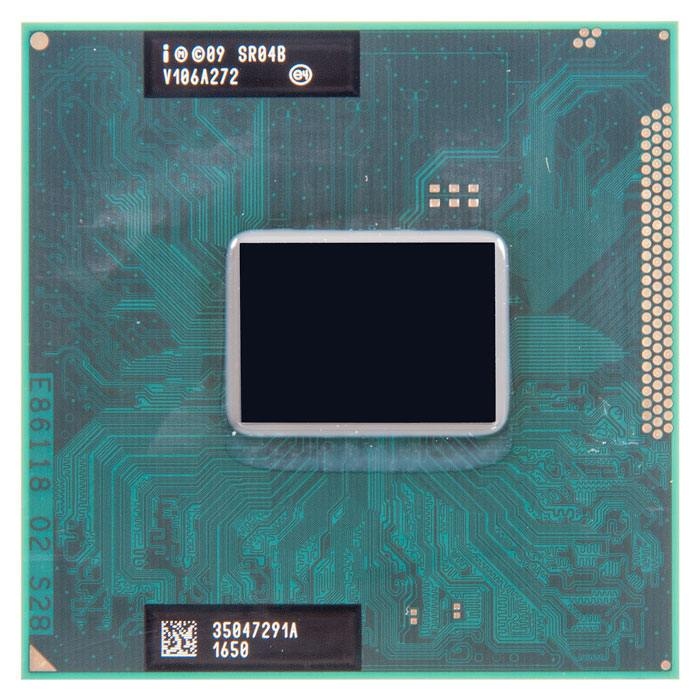 i Ⓜ©09 SR04B
V106A272 e4
E86118 02 S28
35047291A
1650